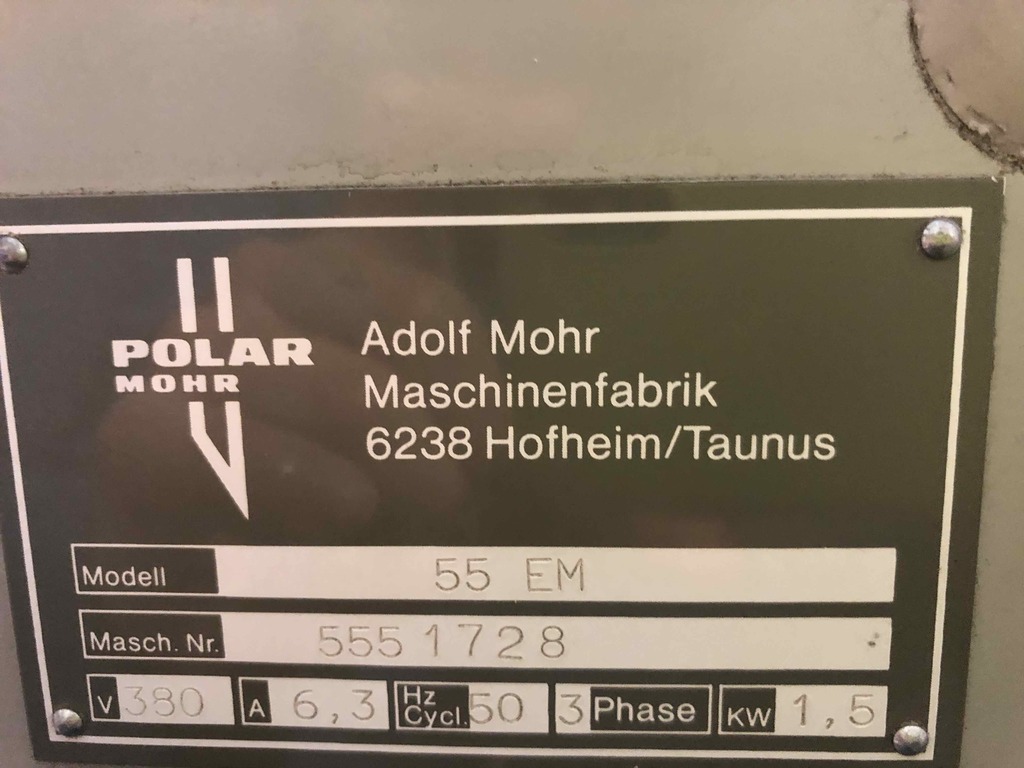 POLAR
MOHR
Adolf Mohr
Maschinenfabrik
6238 Hofheim/Taunus
Modell 55 EM
Masch. Nr. 5551728
V 380 A 6,3 Hz Cycl. 50 3 Phase KW 1,5